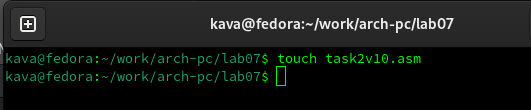 kava@fedora:~/work/arch-pc/lab07
kava@fedora:~/work/arch-pc/lab07$ touch task2v10.asm
kava@fedora:~/work/arch-pc/lab07$